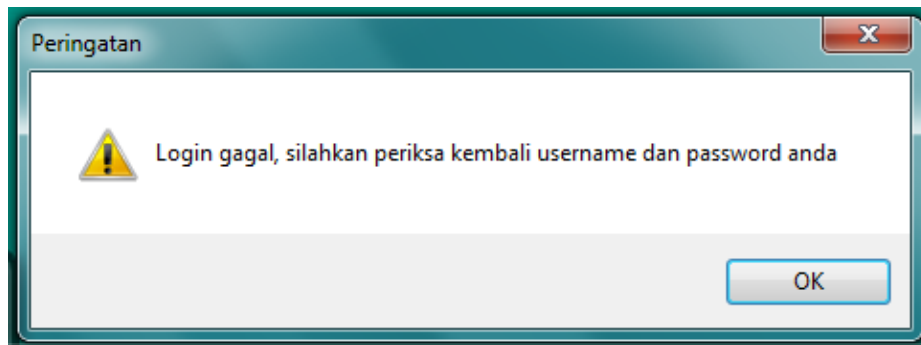 Peringatan
Login gagal, silahkan periksa kembali username dan password anda
OK